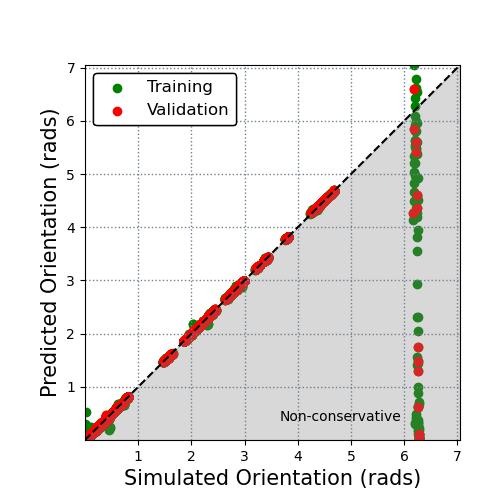 7
6
5
4
3
2
1
Predicted Orientation (rads)
Training
Validation
Non-conservative
1 2 3 4 5 6 7
Simulated Orientation (rads)